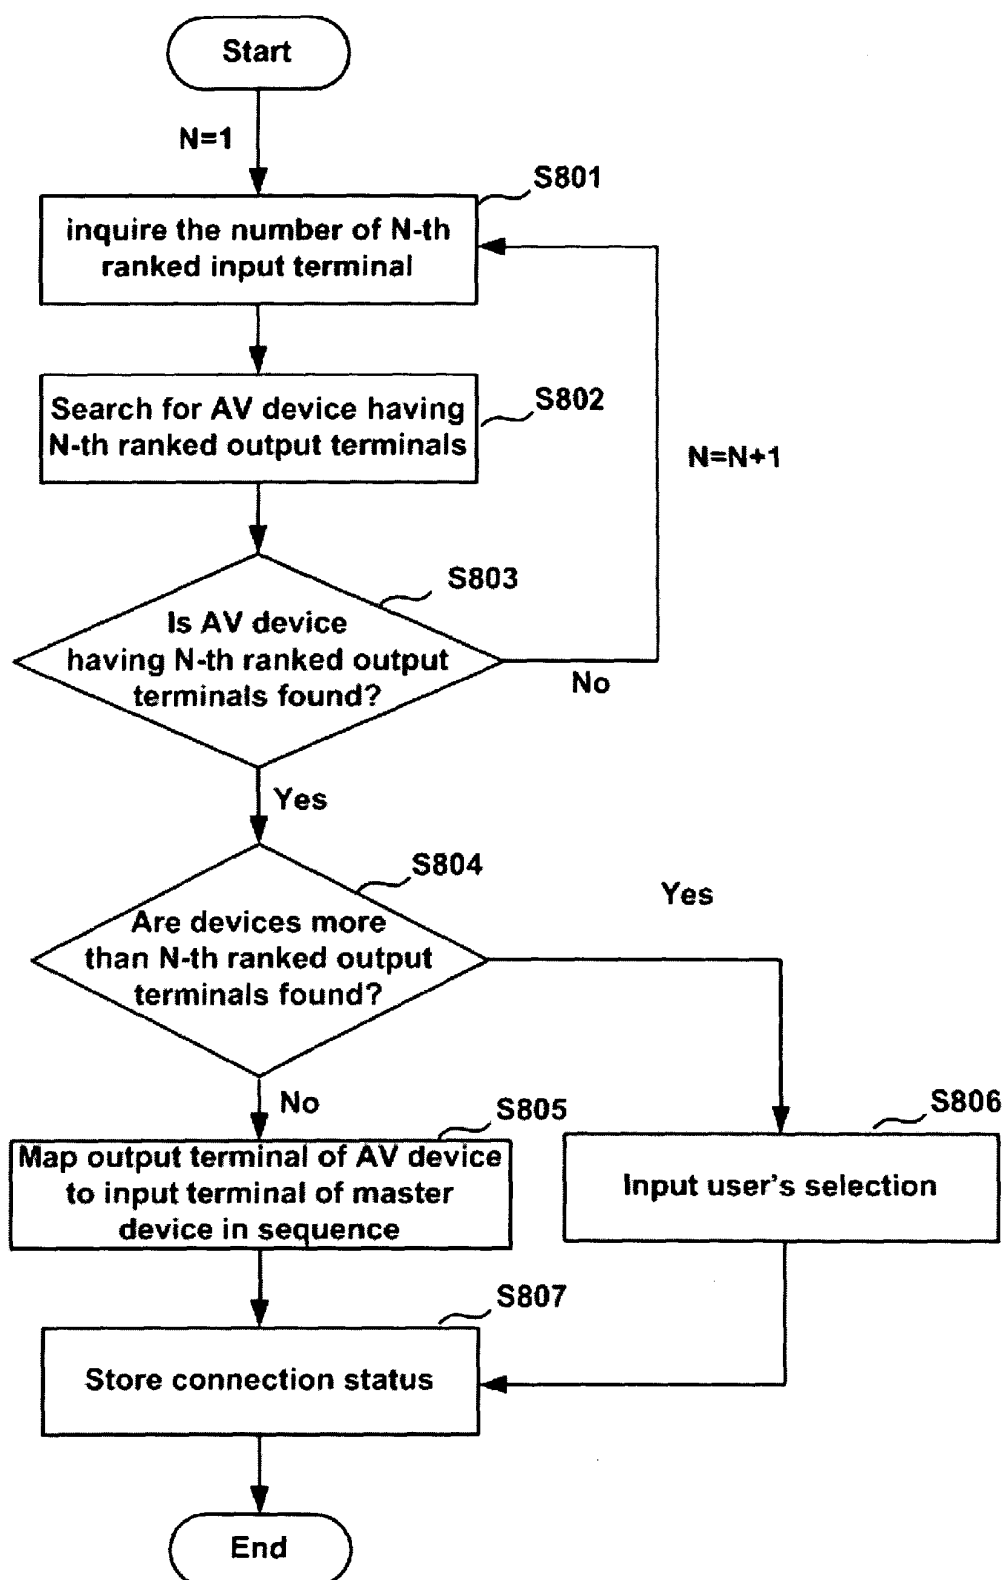 Start
N=1
S801
inquire the number of N-th
ranked input terminal
S802
Search for AV device having
N-th ranked output terminals
N=N+1
S803
Is AV device
having N-th ranked output
terminals found?
No
Yes
S804
Are devices more
than N-th ranked output
terminals found?
Yes
No
S805
Map output terminal of AV device
to input terminal of master
device in sequence
S806
Input user's selection
S807
Store connection status
End